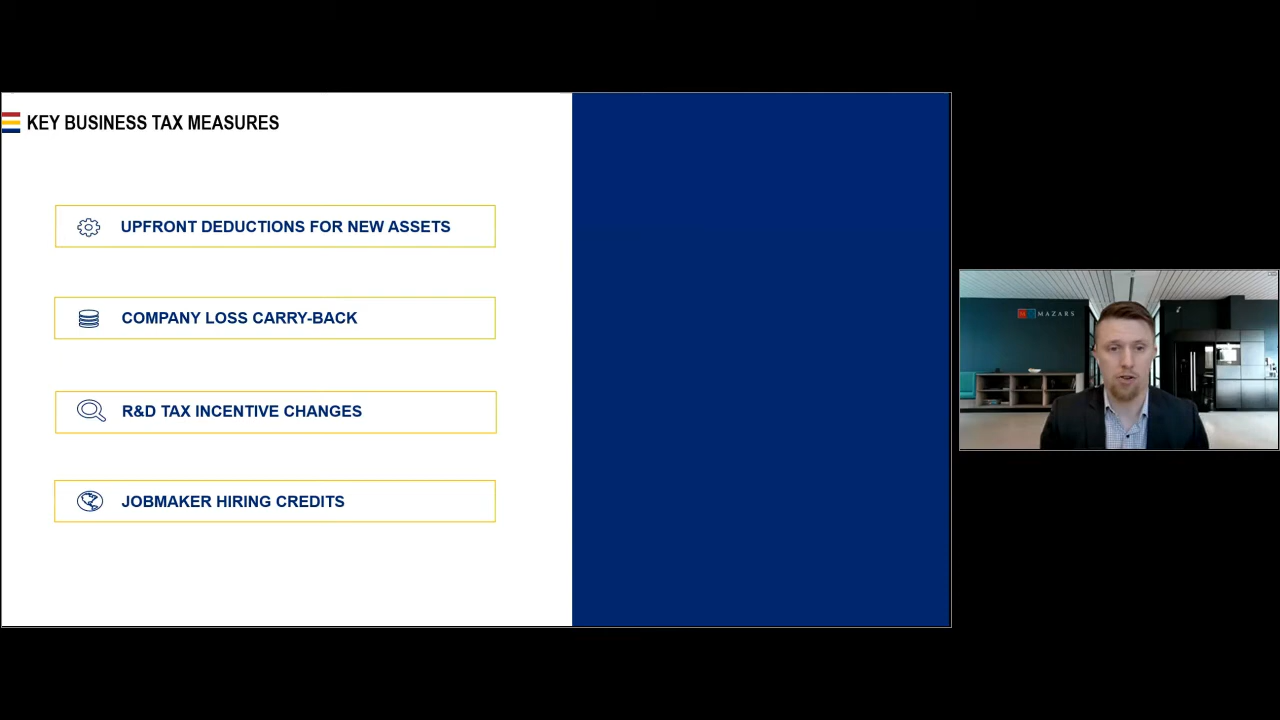 KEY BUSINESS TAX MEASURES
UPFRONT DEDUCTIONS FOR NEW ASSETS
COMPANY LOSS CARRY-BACK
R&D TAX INCENTIVE CHANGES
JOBMAKER HIRING CREDITS
MAZARS